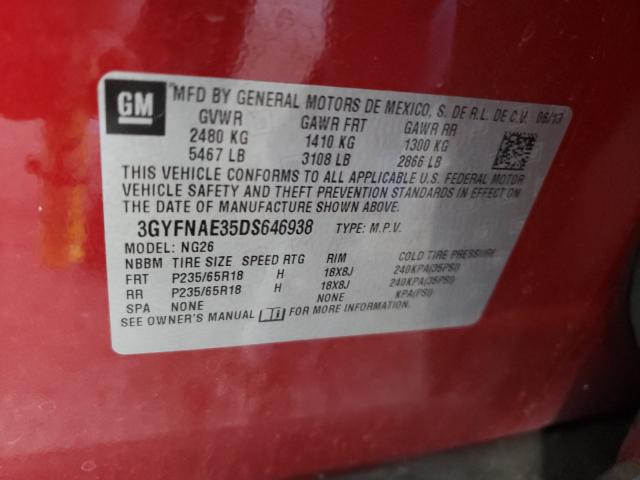 GM
MFD BY GENERAL MOTORS DE MEXICO, S. DE R.L. DE C.V. 06/13
GVWR GAWR FRT GAWR RR
2480 KG 1410 KG 1300 KG
5467 LB 3108 LB 2866 LB
THIS VEHICLE CONFORMS TO ALL APPLICABLE U.S. FEDERAL MOTOR
VEHICLE SAFETY AND THEFT PREVENTION STANDARDS IN EFFECT ON
THE DATE OF MANUFACTURE SHOWN ABOVE.
3GYFNAE35DS646938 TYPE: M.P.V.
MODEL: NG26
NBBM TIRE SIZE SPEED RTG RIM COLD TIRE PRESSURE
FRT P235/65R18 H 18X8J 240KPA(35PSI)
RR P235/65R18 H 18X8J 240KPA(35PSI)
SPA NONE NONE KPA(PSI)
SEE OWNER'S MANUAL FOR MORE INFORMATION.